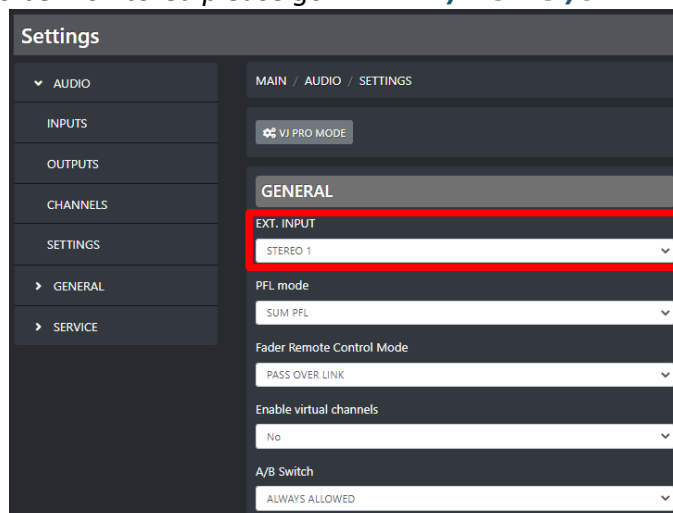 Settings
AUDIO
INPUTS
OUTPUTS
CHANNELS
SETTINGS
GENERAL
SERVICE
MAIN / AUDIO / SETTINGS
VJ PRO MODE
GENERAL
EXT. INPUT
STEREO 1
PFL mode
SUM PFL
Fader Remote Control Mode
PASS OVER LINK
Enable virtual channels
No
A/B Switch
ALWAYS ALLOWED